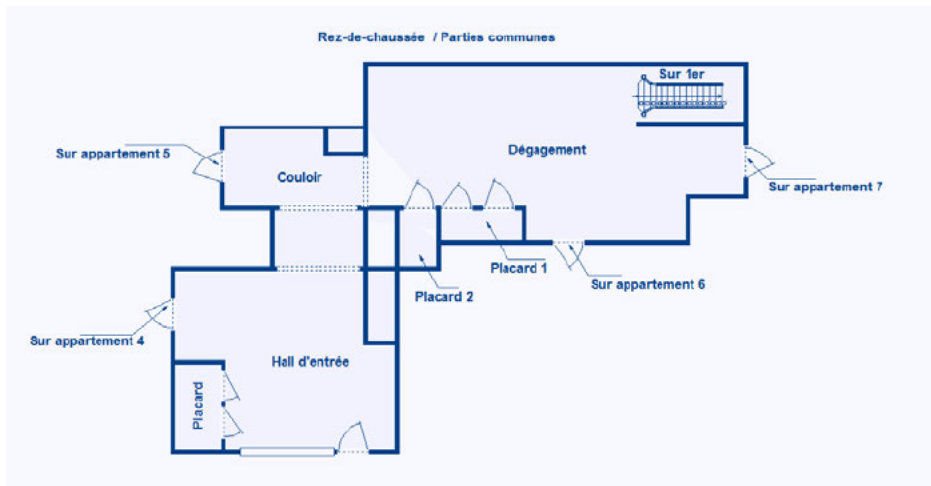 Rez-de-chaussée / Parties communes
Sur 1er
Sur appartement 5
Dégagement
Couloir
Sur appartement 7
Placard 1
Sur appartement 6
Placard 2
Sur appartement 4
Hall d'entrée
Placard